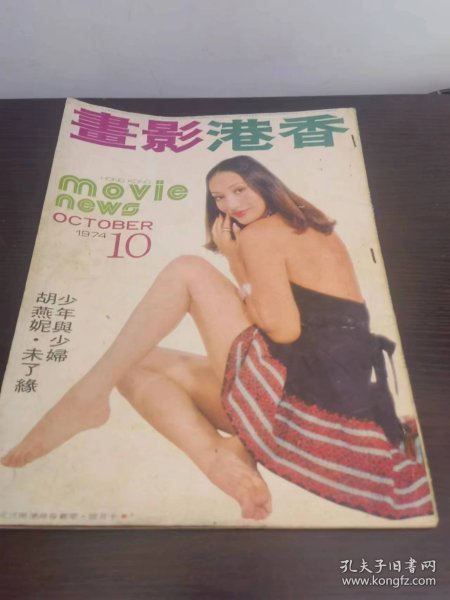 畫影港香
HONG KONG
movie
news
OCTOBER
1974 10
少年與少婦
胡燕妮·未了緣
孔夫子旧书网
www.kongfz.com